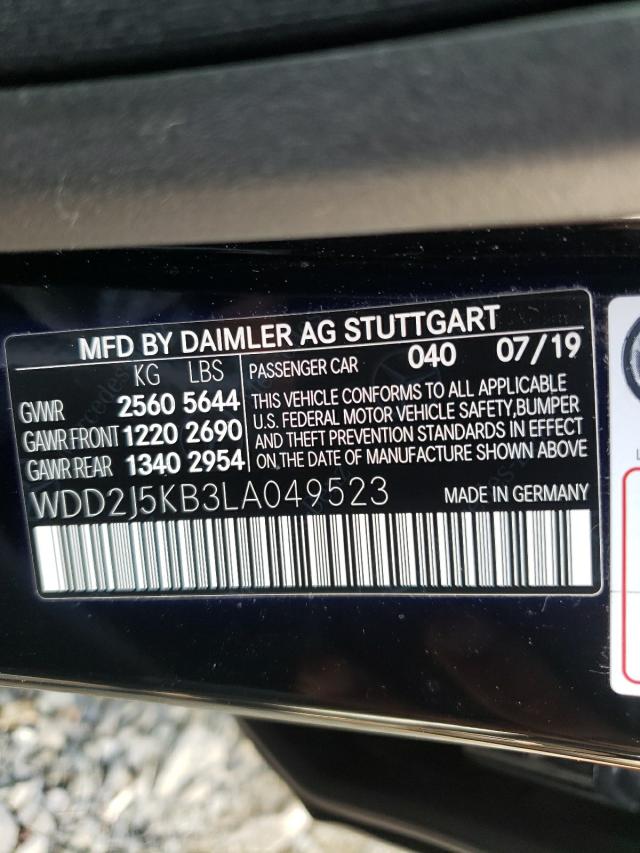 MFD BY DAIMLER AG STUTTGART
KG LBS
GVWR 2560 5644
GAWR FRONT 1220 2690
GAWR REAR 1340 2954
PASSENGER CAR 040 07/19
THIS VEHICLE CONFORMS TO ALL APPLICABLE
U.S. FEDERAL MOTOR VEHICLE SAFETY,BUMPER
AND THEFT PREVENTION STANDARDS IN EFFECT
ON THE DATE OF MANUFACTURE SHOWN ABOVE
WDD2J5KB3LA049523 MADE IN GERMANY